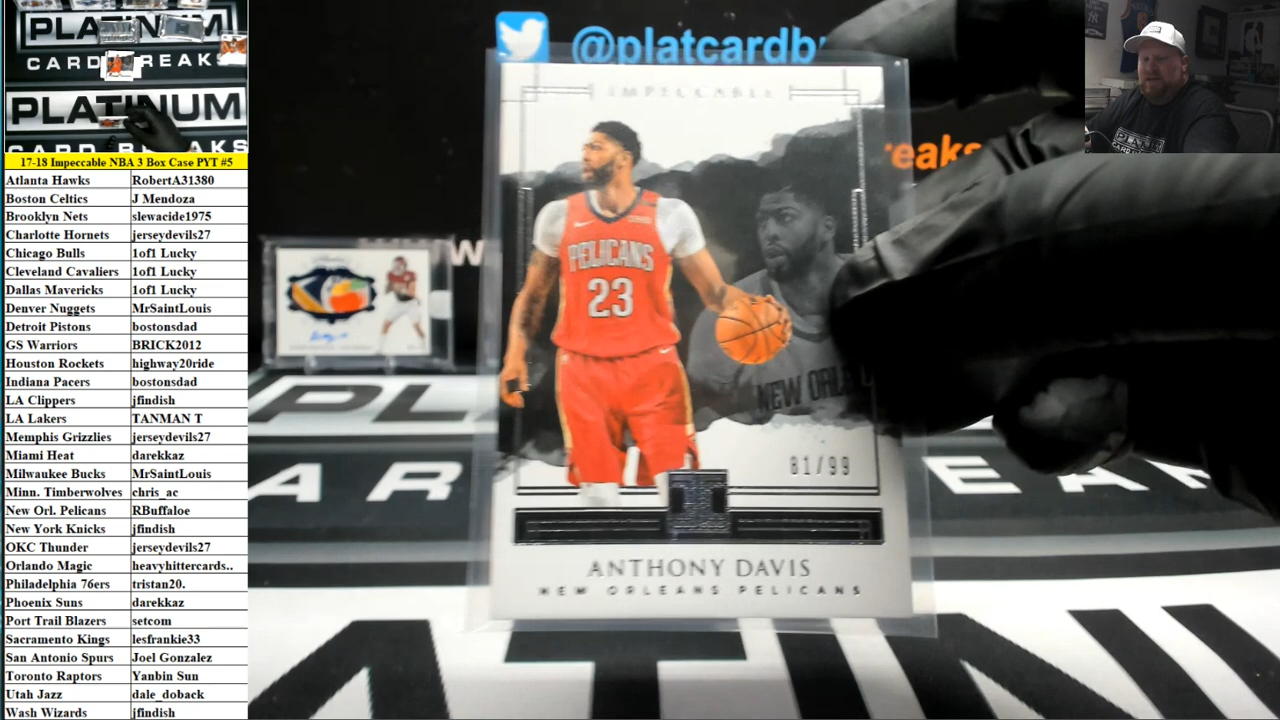 PLATINUM
CARD BREAKS
PLATINUM
17-18 Impeccable NBA 3 Box Case PYT #5
Atlanta Hawks RobertA31380
Boston Celtics J Mendoza
Brooklyn Nets slewacide1975
Charlotte Hornets jerseydevils27
Chicago Bulls 1of1 Lucky
Cleveland Cavaliers 1of1 Lucky
Dallas Mavericks 1of1 Lucky
Denver Nuggets MrSaintLouis
Detroit Pistons bostonsdad
GS Warriors BRICK2012
Houston Rockets highway20ride
Indiana Pacers bostonsdad
LA Clippers jfindish
LA Lakers TANMAN T
Memphis Grizzlies jerseydevils27
Miami Heat darekkaz
Milwaukee Bucks MrSaintLouis
Minn. Timberwolves chris_ac
New Orl. Pelicans RBuffaloe
New York Knicks jfindish
OKC Thunder jerseydevils27
Orlando Magic heavyhittercards..
Philadelphia 76ers tristan20.
Phoenix Suns darekkaz
Port Trail Blazers setcom
Sacramento Kings lesfrankie33
San Antonio Spurs Joel Gonzalez
Toronto Raptors Yanbin Sun
Utah Jazz dale_doback
Wash Wizards jfindish
@platcardb
reaks
IMPECCABLE
PELICANS
23
NEW ORLE
81/99
ANTHONY DAVIS
NEW ORLEANS PELICANS